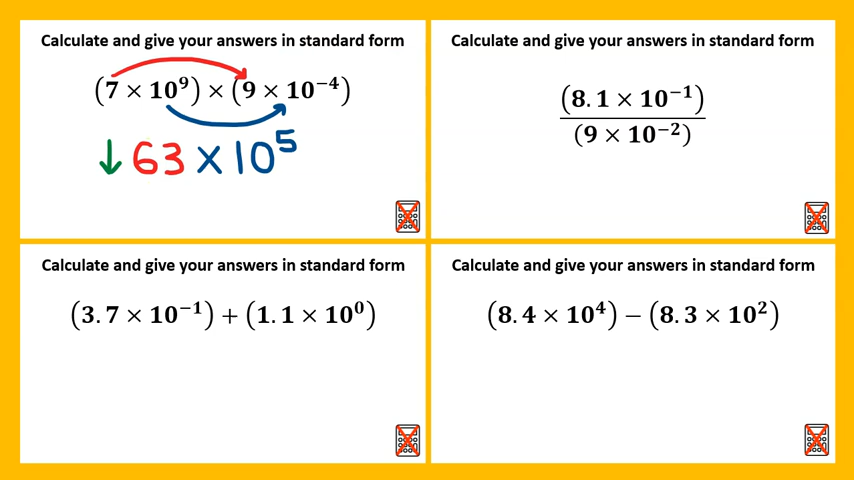 Calculate and give your answers in standard form
(7 × 10⁹) × (9 × 10⁻⁴)
↓ 63 × 10⁵
Calculate and give your answers in standard form
(8.1 × 10⁻¹)
(9 × 10⁻²)
Calculate and give your answers in standard form
(3.7 × 10⁻¹) + (1.1 × 10⁰)
Calculate and give your answers in standard form
(8.4 × 10⁴) − (8.3 × 10²)